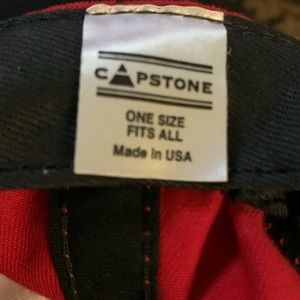 CAPSTONE
ONE SIZE
FITS ALL
Made In USA